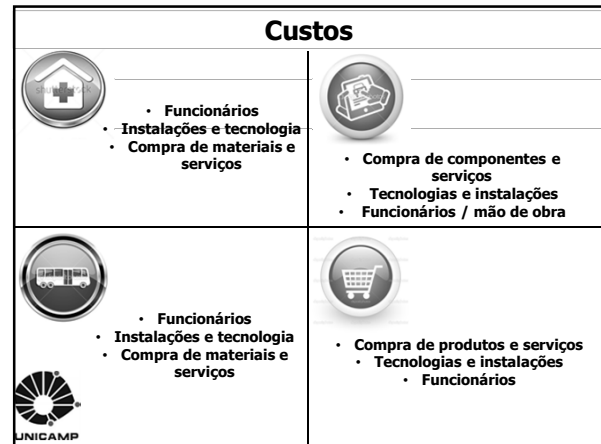 Custos
• Funcionários
• Instalações e tecnologia
• Compra de materiais e
serviços
• Compra de componentes e
serviços
• Tecnologias e instalações
• Funcionários / mão de obra
• Funcionários
• Instalações e tecnologia
• Compra de materiais e
serviços
• Compra de produtos e serviços
• Tecnologias e instalações
• Funcionários
UNICAMP